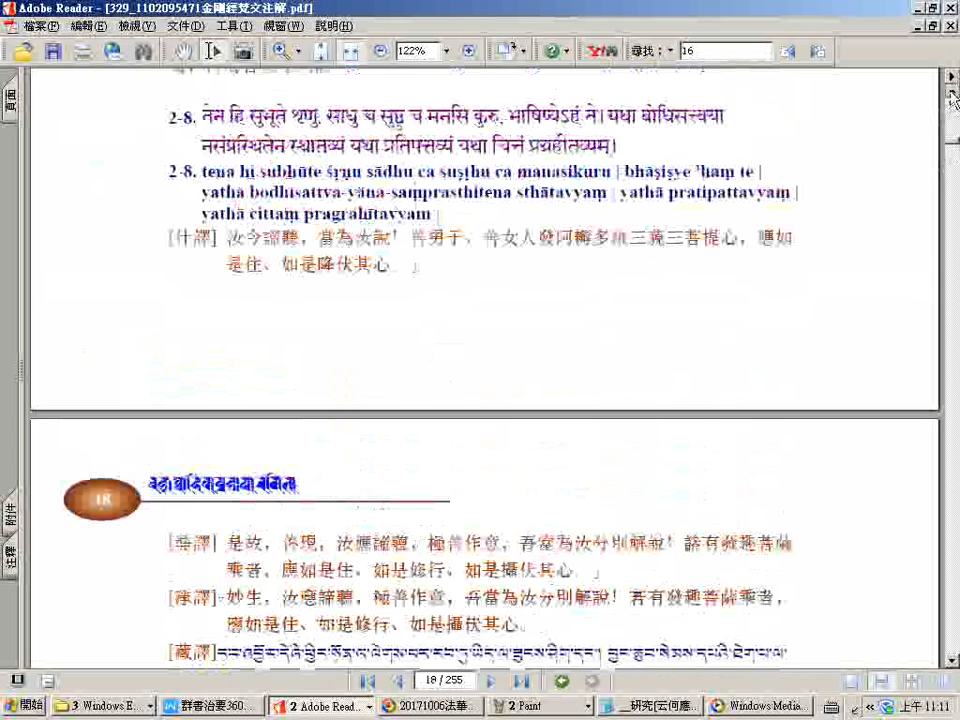 Adobe Reader - [329_1102095471金剛經梵文注解.pdf]
檔案(F) 編輯(E) 檢視(V) 文件(D) 工具(T) 視窗(W) 說明(H)
122% 尋找: 16
頁面
2-8. तेन हि सुभूते शृणु, साधु च सुष्ठु च मनसि कुरु, भाषिष्येऽहं ते। यथा बोधिसत्त्वया
नसंप्रस्थितेन स्थातव्यं यथा प्रतिपत्तव्यं यथा चित्तं प्रग्रहीतव्यम्।
2-8. tena hi subhūte śṛṇu sādhu ca suṣṭhu ca manasikuru | bhāṣiṣye 'haṃ te |
yathā bodhisattva-yāna-saṃprasthitena sthātavyaṃ | yathā pratipattavyaṃ |
yathā cittaṃ pragrahītavyam |
[什譯] 汝今諦聽，當為汝說！善男子、善女人發阿耨多羅三藐三菩提心，應如
是住、如是降伏其心。」
18
附件
註釋
是故，善現，汝應諦聽，極善作意，吾當為汝分別解說！諸有發趣菩薩
乘者，應如是住，如是修行，如是攝伏其心。」
妙生，汝應諦聽，極善作意，吾當為汝分別解說！若有發趣菩薩乘者，
應如是住、如是修行、如是攝伏其心。
[藏譯]
18 / 255
開始 3 Windows E... 群書治要360... 2 Adobe Read... 20171006法華... 2 Paint __研究(云何應... Windows Media... 上午 11:11